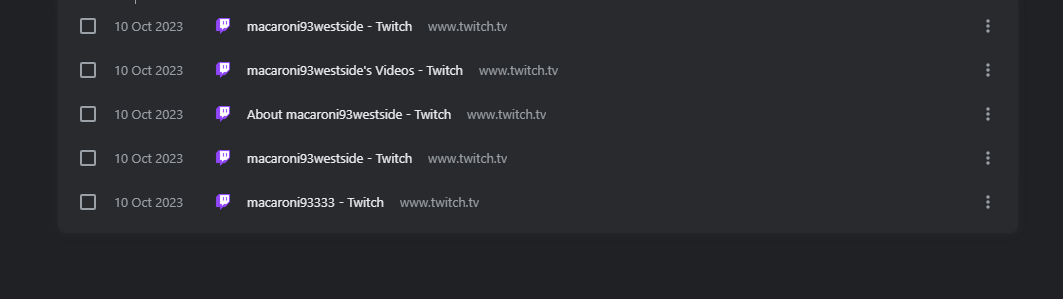 10 Oct 2023 macaroni93westside - Twitch www.twitch.tv
10 Oct 2023 macaroni93westside's Videos - Twitch www.twitch.tv
10 Oct 2023 About macaroni93westside - Twitch www.twitch.tv
10 Oct 2023 macaroni93westside - Twitch www.twitch.tv
10 Oct 2023 macaroni93333 - Twitch www.twitch.tv